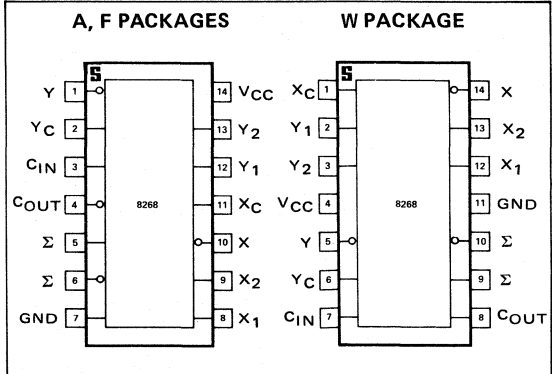 A, F PACKAGES
W PACKAGE
S
Y 1 14 VCC
YC 2 13 Y2
CIN 3 12 Y1
COUT 4 8268 11 XC
Σ 5 10 X
Σ 6 9 X2
GND 7 8 X1
S
XC 1 14 X
Y1 2 13 X2
Y2 3 12 X1
VCC 4 8268 11 GND
Y 5 10 Σ
YC 6 9 Σ
CIN 7 8 COUT